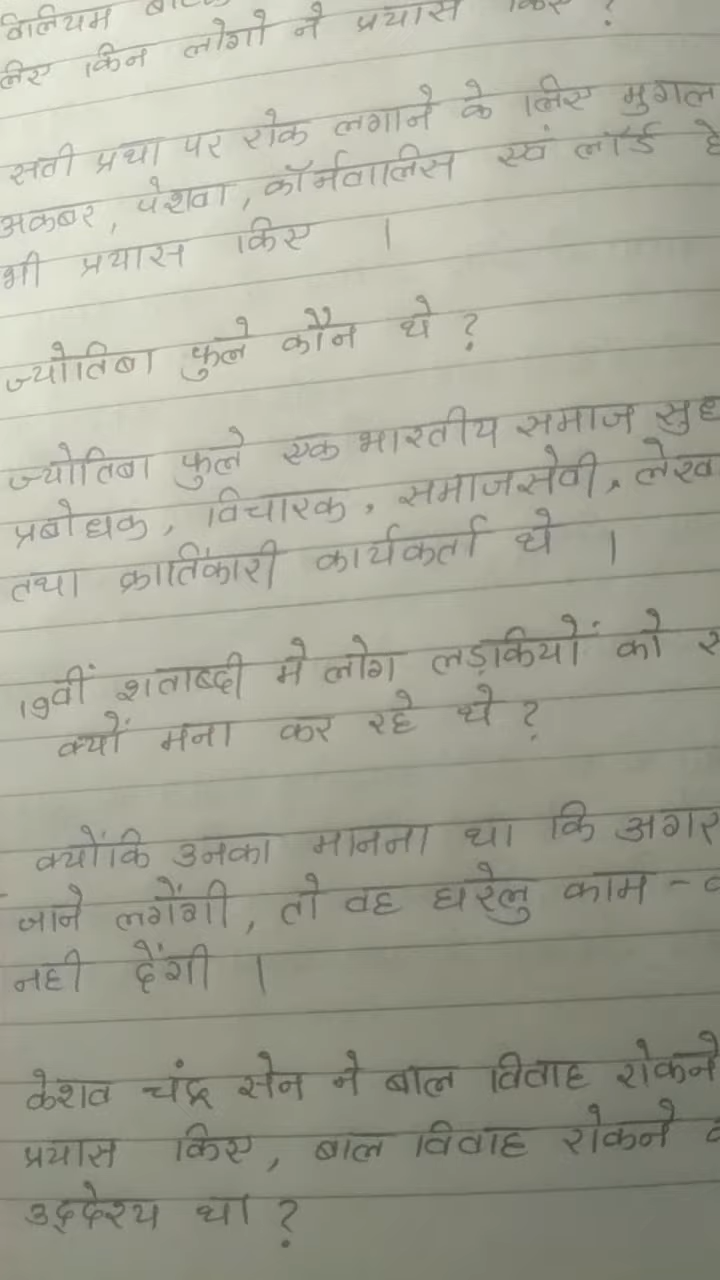 विलियम
लिए किन लोगो ने प्रयास किए ?
सती प्रथा पर रोक लगाने के लिए मुगल
अकबर, पेशवा, कॉर्नवालिस एवं लॉर्ड हे
भी प्रयास किए ।
ज्योतिबा फुले कौन थे ?
ज्योतिबा फुले एक भारतीय समाज सुध
प्रबोधक, विचारक, समाजसेवी, लेख
तथा क्रातिंकारी कार्यकर्ता थे ।
19वीं शताब्दी मे लोग लड़कियों को
क्यों मना कर रहे थे ?
क्योंकि उनका मानना था कि अगर
जाने लगेंगी, तो वह घरेलु काम -
नही देंगी ।
केशव चंद्र सेन ने बाल विवाह रोकने
प्रयास किए, बाल विवाह रोकने
उद्देश्य था ?